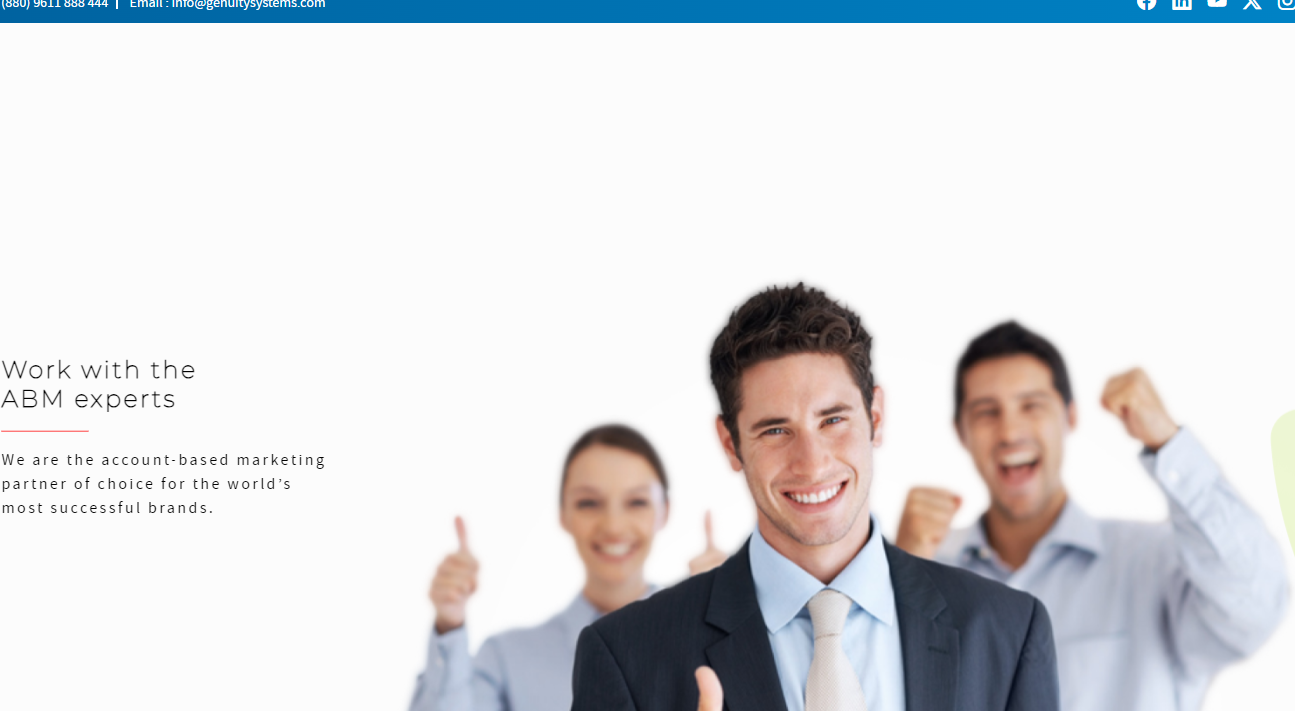 (880) 9611 888 444 | Email : info@genuitysystems.com
Work with the
ABM experts
We are the account-based marketing
partner of choice for the world’s
most successful brands.